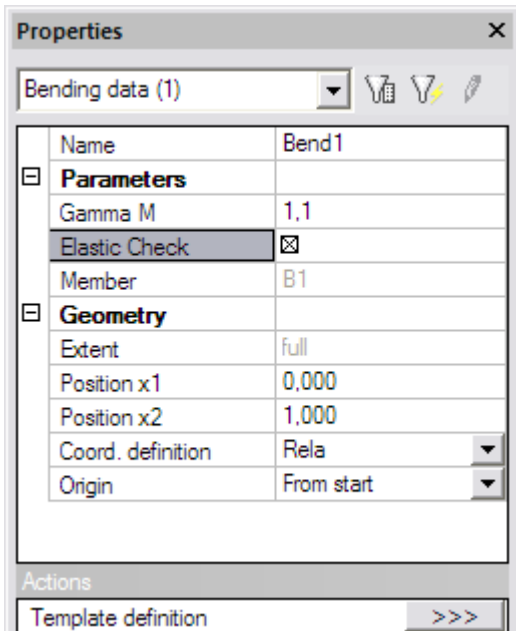 Properties
Bending data (1)
Name Bend1
Parameters
Gamma M 1,1
Elastic Check
Member B1
Geometry
Extent full
Position x1 0,000
Position x2 1,000
Coord. definition Rela
Origin From start
Actions
Template definition >>>